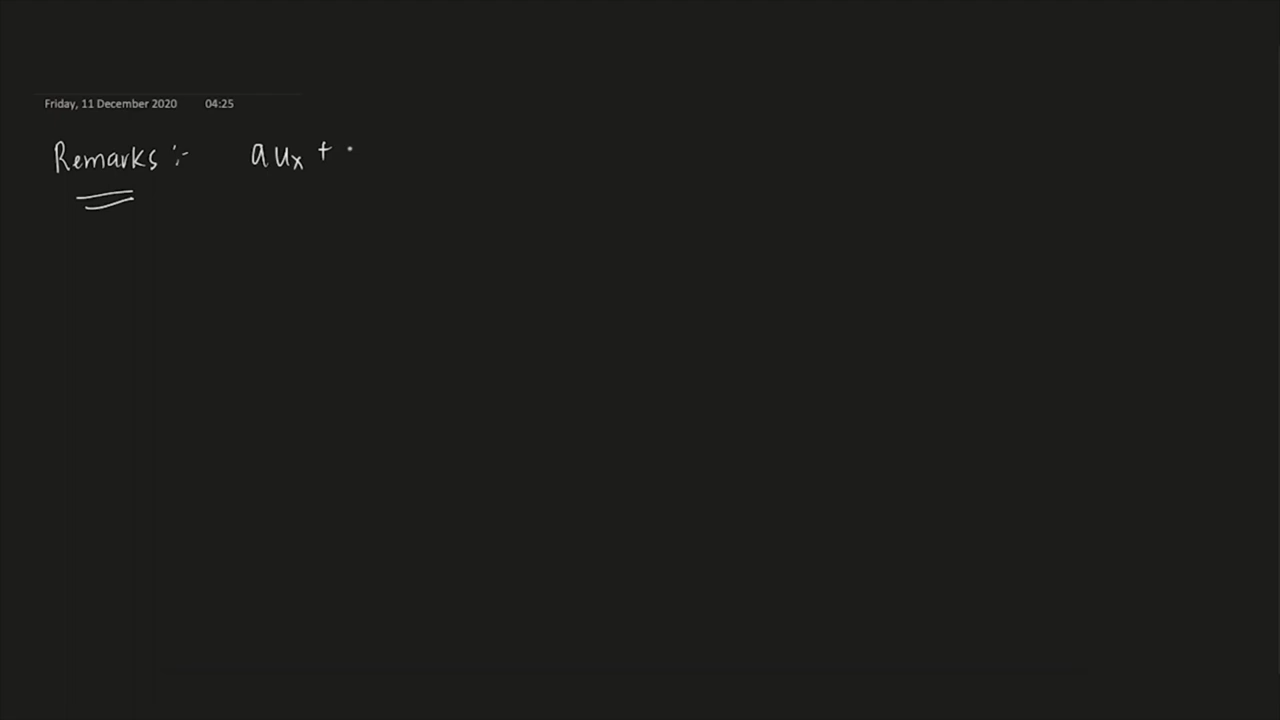 Friday, 11 December 2020 04:25
Remarks :- aux +